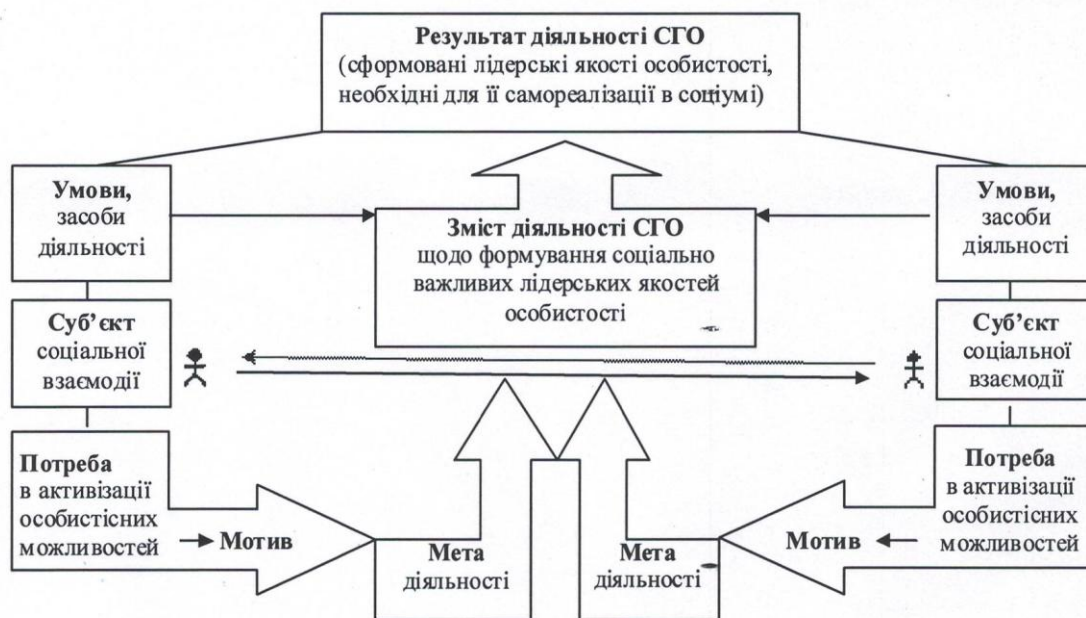 Результат діяльності СГО
(сформовані лідерські якості особистості,
необхідні для її самореалізації в соціумі)
Умови,
засоби
діяльності
Зміст діяльності СГО
щодо формування соціально
важливих лідерських якостей
особистості
Умови,
засоби
діяльності
Суб’єкт
соціальної
взаємодії
Суб’єкт
соціальної
взаємодії
Потреба
в активізації
особистісних
можливостей
Мотив
Мета
діяльності
Мета
діяльності
Мотив
Потреба
в активізації
особистісних
можливостей